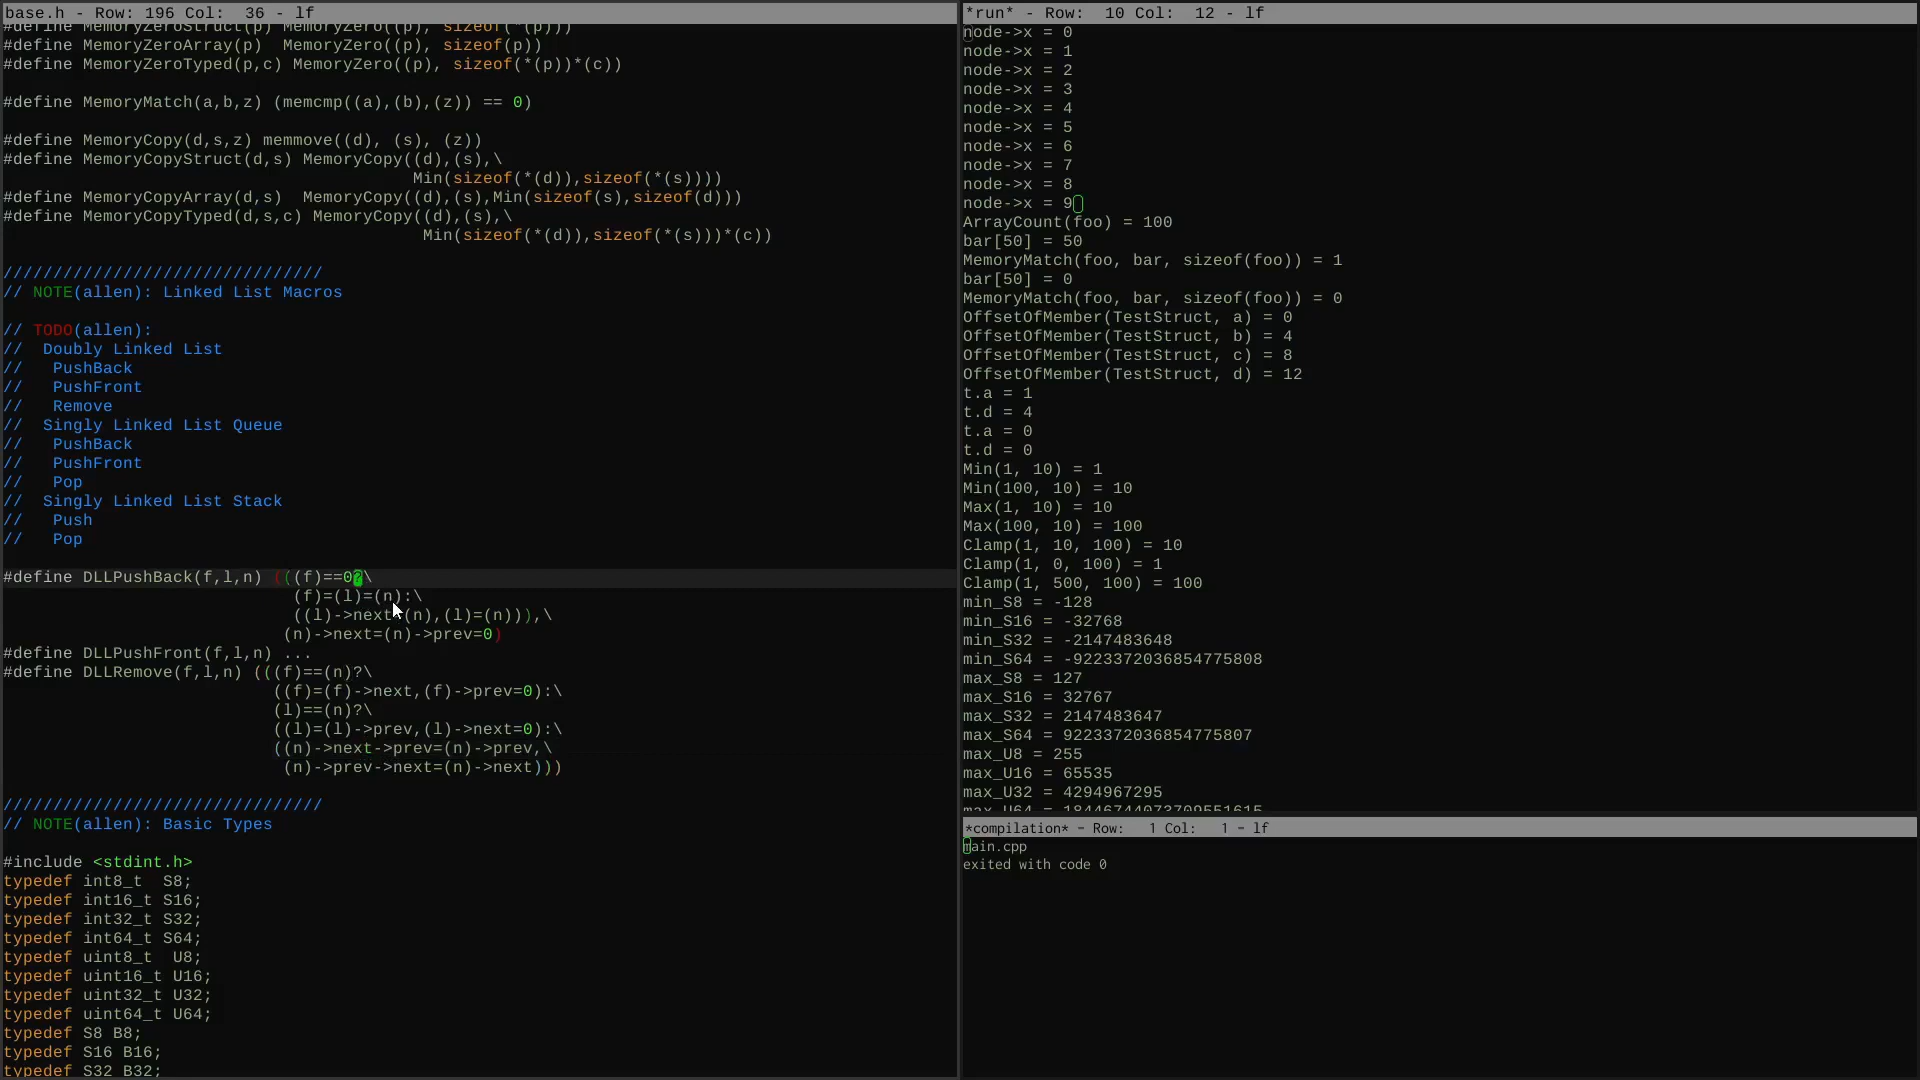 base.h - Row: 196 Col:  36 - lf
#define MemoryZeroStruct(p) MemoryZero((p), sizeof(*(p)))
#define MemoryZeroArray(p)  MemoryZero((p), sizeof(p))
#define MemoryZeroTyped(p,c) MemoryZero((p), sizeof(*(p))*(c))
#define MemoryMatch(a,b,z) (memcmp((a),(b),(z)) == 0)
#define MemoryCopy(d,s,z) memmove((d), (s), (z))
#define MemoryCopyStruct(d,s) MemoryCopy((d),(s),\
Min(sizeof(*(d)),sizeof(*(s))))
#define MemoryCopyArray(d,s)  MemoryCopy((d),(s),Min(sizeof(s),sizeof(d)))
#define MemoryCopyTyped(d,s,c) MemoryCopy((d),(s),\
Min(sizeof(*(d)),sizeof(*(s)))*(c))
////////////////////////////////
// NOTE(allen): Linked List Macros
// TODO(allen):
//  Doubly Linked List
//   PushBack
//   PushFront
//   Remove
//  Singly Linked List Queue
//   PushBack
//   PushFront
//   Pop
//  Singly Linked List Stack
//   Push
//   Pop
#define DLLPushBack(f,l,n) (((f)==0?\
(f)=(l)=(n):\
((l)->next=(n),(l)=(n))),\
(n)->next=(n)->prev=0)
#define DLLPushFront(f,l,n) ...
#define DLLRemove(f,l,n) (((f)==(n)?\
((f)=(f)->next,(f)->prev=0):\
(l)==(n)?\
((l)=(l)->prev,(l)->next=0):\
((n)->next->prev=(n)->prev,\
(n)->prev->next=(n)->next)))
////////////////////////////////
// NOTE(allen): Basic Types
#include <stdint.h>
typedef int8_t  S8;
typedef int16_t S16;
typedef int32_t S32;
typedef int64_t S64;
typedef uint8_t  U8;
typedef uint16_t U16;
typedef uint32_t U32;
typedef uint64_t U64;
typedef S8 B8;
typedef S16 B16;
typedef S32 B32;
*run* - Row:  10 Col:  12 - lf
node->x = 0
node->x = 1
node->x = 2
node->x = 3
node->x = 4
node->x = 5
node->x = 6
node->x = 7
node->x = 8
node->x = 9
ArrayCount(foo) = 100
bar[50] = 50
MemoryMatch(foo, bar, sizeof(foo)) = 1
bar[50] = 0
MemoryMatch(foo, bar, sizeof(foo)) = 0
OffsetOfMember(TestStruct, a) = 0
OffsetOfMember(TestStruct, b) = 4
OffsetOfMember(TestStruct, c) = 8
OffsetOfMember(TestStruct, d) = 12
t.a = 1
t.d = 4
t.a = 0
t.d = 0
Min(1, 10) = 1
Min(100, 10) = 10
Max(1, 10) = 10
Max(100, 10) = 100
Clamp(1, 10, 100) = 10
Clamp(1, 0, 100) = 1
Clamp(1, 500, 100) = 100
min_S8 = -128
min_S16 = -32768
min_S32 = -2147483648
min_S64 = -9223372036854775808
max_S8 = 127
max_S16 = 32767
max_S32 = 2147483647
max_S64 = 9223372036854775807
max_U8 = 255
max_U16 = 65535
max_U32 = 4294967295
max_U64 = 18446744073709551615
*compilation* - Row:   1 Col:   1 - lf
main.cpp
exited with code 0